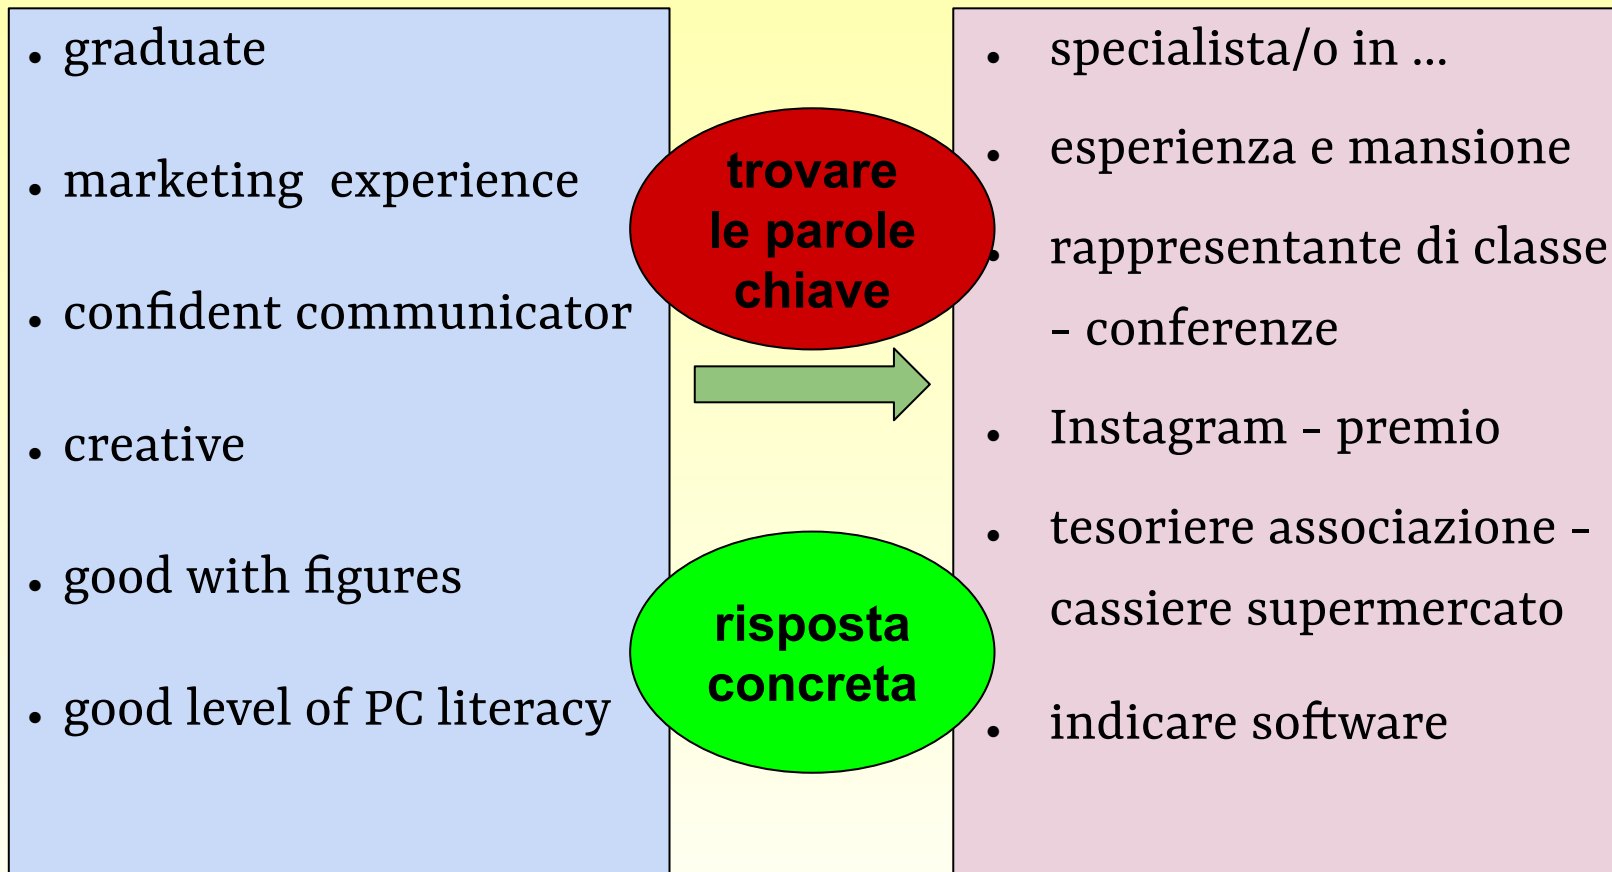 • graduate
• marketing  experience
• confident communicator
• creative
• good with figures
• good level of PC literacy
trovare
le parole
chiave
risposta
concreta
• specialista/o in ...
• esperienza e mansione
• rappresentante di classe
- conferenze
• Instagram - premio
• tesoriere associazione -
cassiere supermercato
• indicare software